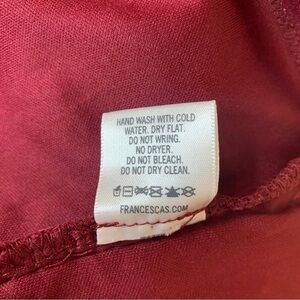 HAND WASH WITH COLD
WATER. DRY FLAT.
DO NOT WRING.
NO DRYER.
DO NOT BLEACH.
DO NOT DRY CLEAN.
FRANCESCAS.COM